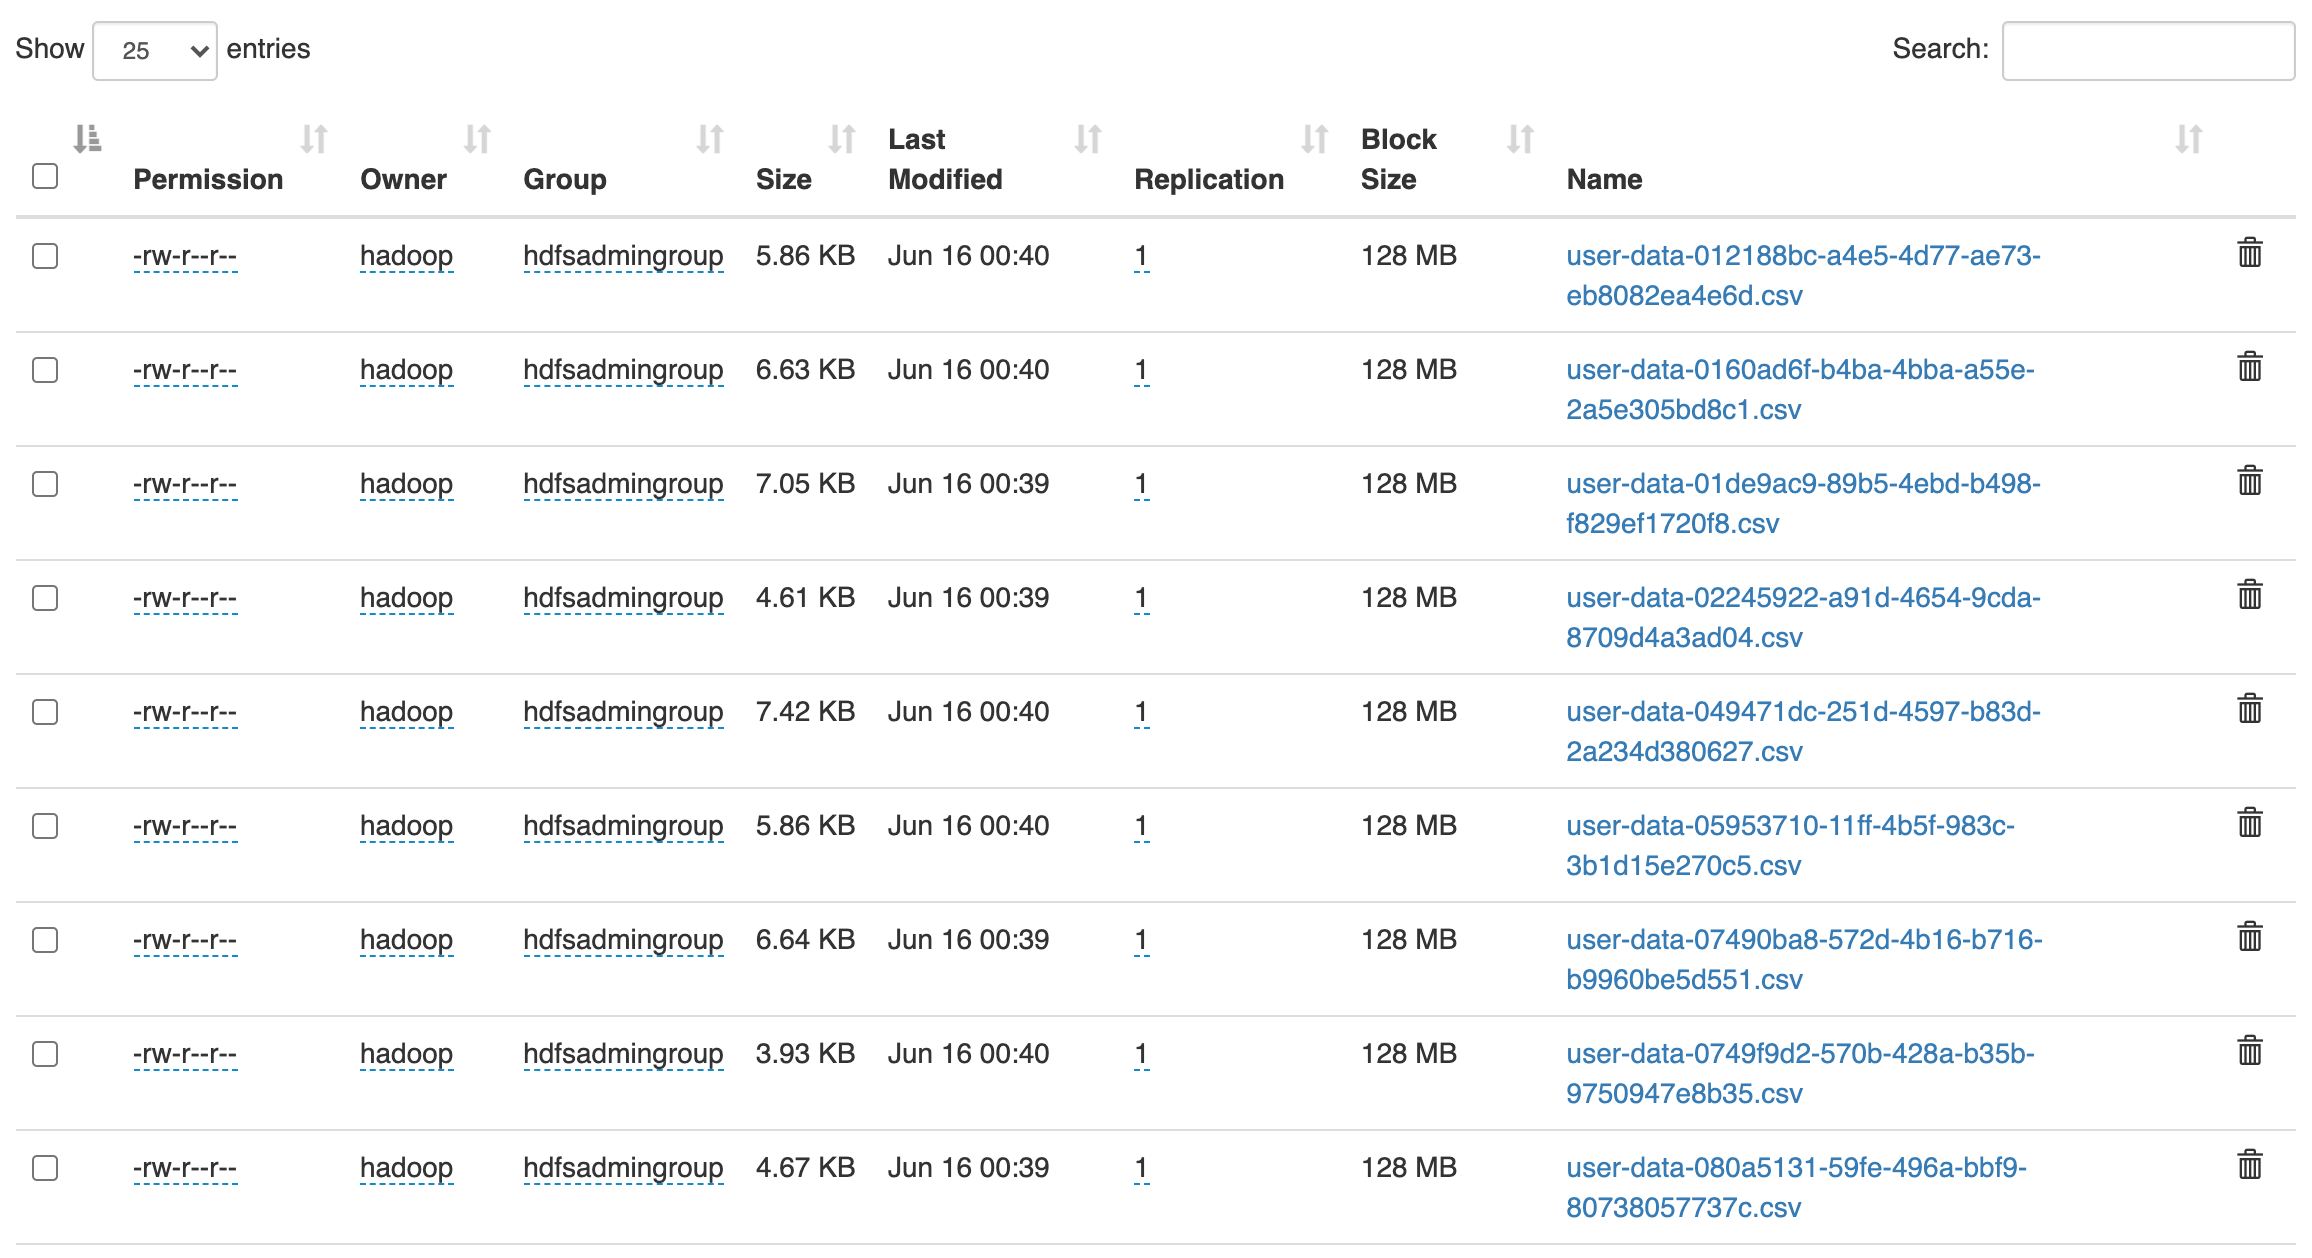 Show 25 entries Search:
Permission Owner Group Size Last Modified Replication Block Size Name
-rw-r--r-- hadoop hdfsadmingroup 5.86 KB Jun 16 00:40 1 128 MB user-data-012188bc-a4e5-4d77-ae73-
eb8082ea4e6d.csv
-rw-r--r-- hadoop hdfsadmingroup 6.63 KB Jun 16 00:40 1 128 MB user-data-0160ad6f-b4ba-4bba-a55e-
2a5e305bd8c1.csv
-rw-r--r-- hadoop hdfsadmingroup 7.05 KB Jun 16 00:39 1 128 MB user-data-01de9ac9-89b5-4ebd-b498-
f829ef1720f8.csv
-rw-r--r-- hadoop hdfsadmingroup 4.61 KB Jun 16 00:39 1 128 MB user-data-02245922-a91d-4654-9cda-
8709d4a3ad04.csv
-rw-r--r-- hadoop hdfsadmingroup 7.42 KB Jun 16 00:40 1 128 MB user-data-049471dc-251d-4597-b83d-
2a234d380627.csv
-rw-r--r-- hadoop hdfsadmingroup 5.86 KB Jun 16 00:40 1 128 MB user-data-05953710-11ff-4b5f-983c-
3b1d15e270c5.csv
-rw-r--r-- hadoop hdfsadmingroup 6.64 KB Jun 16 00:39 1 128 MB user-data-07490ba8-572d-4b16-b716-
b9960be5d551.csv
-rw-r--r-- hadoop hdfsadmingroup 3.93 KB Jun 16 00:40 1 128 MB user-data-0749f9d2-570b-428a-b35b-
9750947e8b35.csv
-rw-r--r-- hadoop hdfsadmingroup 4.67 KB Jun 16 00:39 1 128 MB user-data-080a5131-59fe-496a-bbf9-
80738057737c.csv